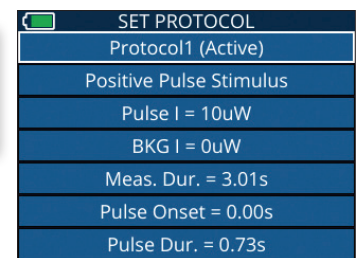 SET PROTOCOL
Protocol1 (Active)
Positive Pulse Stimulus
Pulse I = 10uW
BKG I = 0uW
Meas. Dur. = 3.01s
Pulse Onset = 0.00s
Pulse Dur. = 0.73s